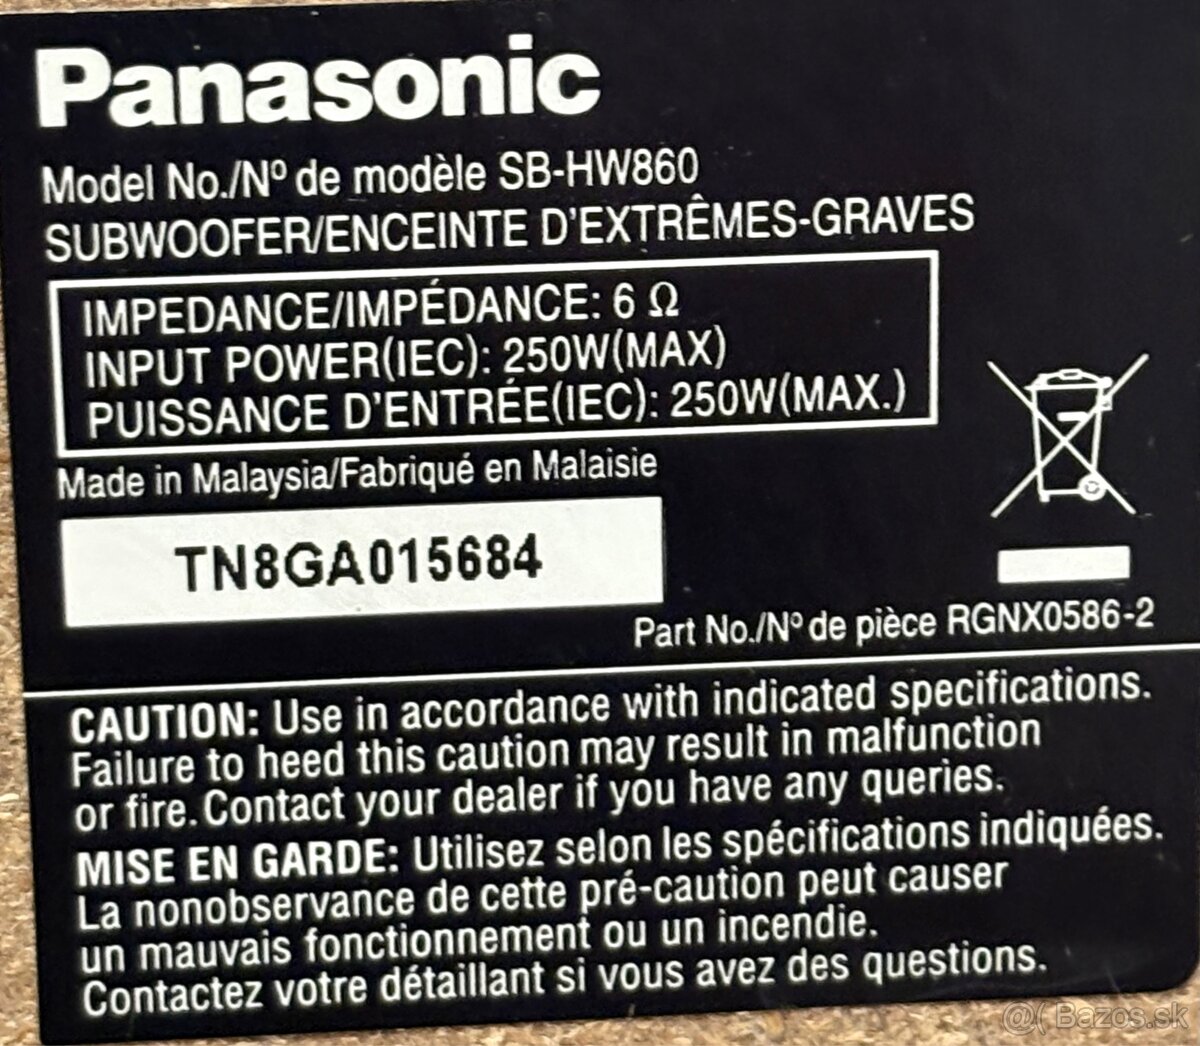 Panasonic
Model No./Nº de modèle SB-HW860
SUBWOOFER/ENCEINTE D'EXTRÊMES-GRAVES
IMPEDANCE/IMPÉDANCE: 6 Ω
INPUT POWER(IEC): 250W(MAX)
PUISSANCE D'ENTRÉE(IEC): 250W(MAX.)
Made in Malaysia/Fabriqué en Malaisie
TN8GA015684
Part No./Nº de pièce RGNX0586-2
CAUTION: Use in accordance with indicated specifications.
Failure to heed this caution may result in malfunction
or fire. Contact your dealer if you have any queries.
MISE EN GARDE: Utilisez selon les spécifications indiquées.
La nonobservance de cette pré-caution peut causer
un mauvais fonctionnement ou un incendie.
Contactez votre détaillant si vous avez des questions.
@( Bazos.sk